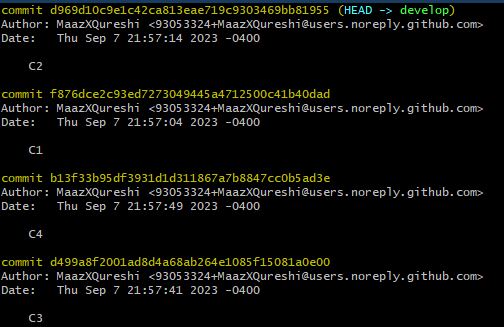 commit d969d10c9e1c42ca813eae719c9303469bb81955 (HEAD -> develop)
Author: MaazXQureshi <93053324+MaazXQureshi@users.noreply.github.com>
Date:   Thu Sep 7 21:57:14 2023 -0400
C2
commit f876dce2c93ed7273049445a4712500c41b40dad
Author: MaazXQureshi <93053324+MaazXQureshi@users.noreply.github.com>
Date:   Thu Sep 7 21:57:04 2023 -0400
C1
commit b13f33b95df3931d1d311867a7b8847cc0b5ad3e
Author: MaazXQureshi <93053324+MaazXQureshi@users.noreply.github.com>
Date:   Thu Sep 7 21:57:49 2023 -0400
C4
commit d499a8f2001ad8d4a68ab264e1085f15081a0e00
Author: MaazXQureshi <93053324+MaazXQureshi@users.noreply.github.com>
Date:   Thu Sep 7 21:57:41 2023 -0400
C3